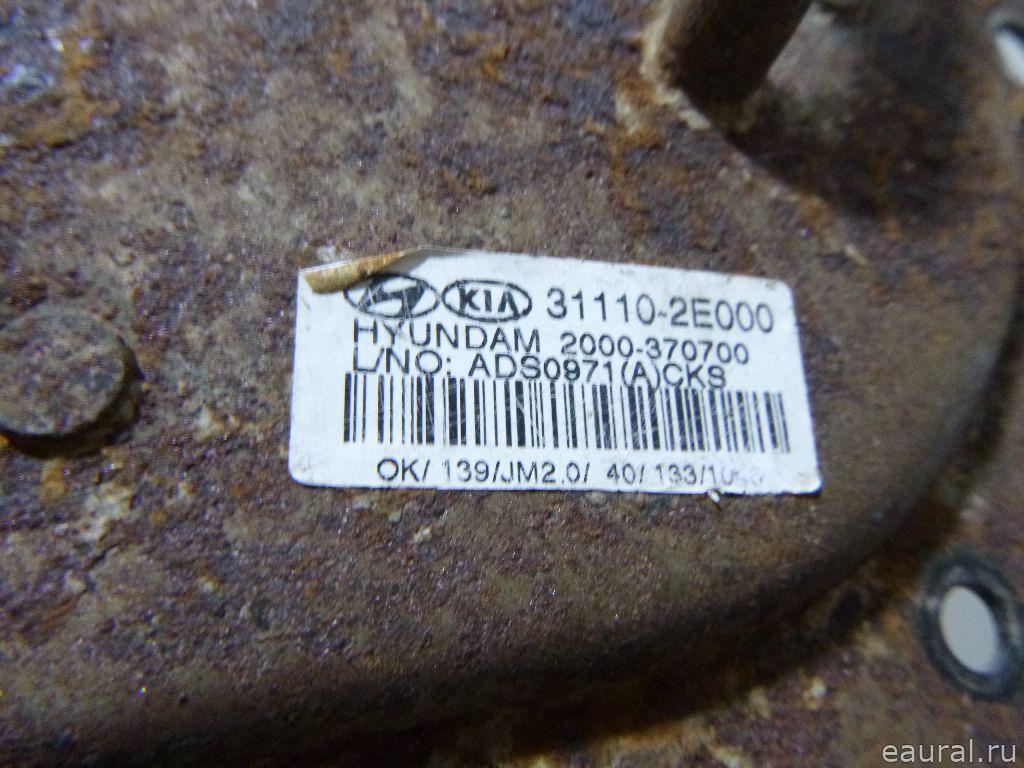 KIA 31110-2E000
HYUNDAM 2000-370700
L/NO: ADS0971(A)CKS
OK/ 139/JM2.0/ 40/133/
eaural.ru